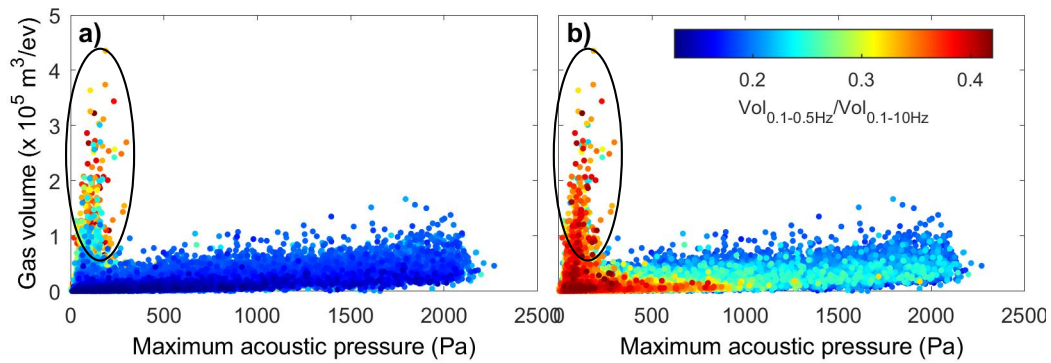 a)
5
4
3
2
1
0
Gas volume (x 10^5 m^3/ev)
0 500 1000 1500 2000 2500
Maximum acoustic pressure (Pa)
b)
0.2 0.3 0.4
Vol_0.1-0.5Hz/Vol_0.1-10Hz
0 500 1000 1500 2000 2500
Maximum acoustic pressure (Pa)